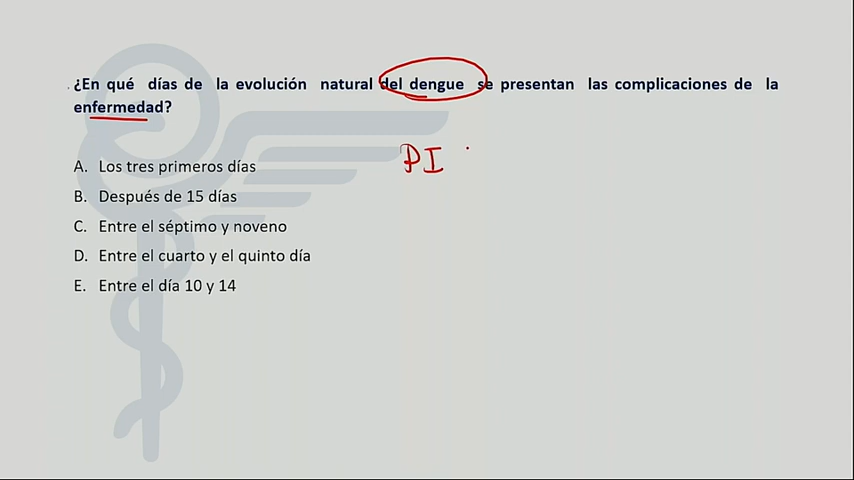 ¿En qué días de la evolución natural del dengue se presentan las complicaciones de la
enfermedad?
PI
A. Los tres primeros días
B. Después de 15 días
C. Entre el séptimo y noveno
D. Entre el cuarto y el quinto día
E. Entre el día 10 y 14